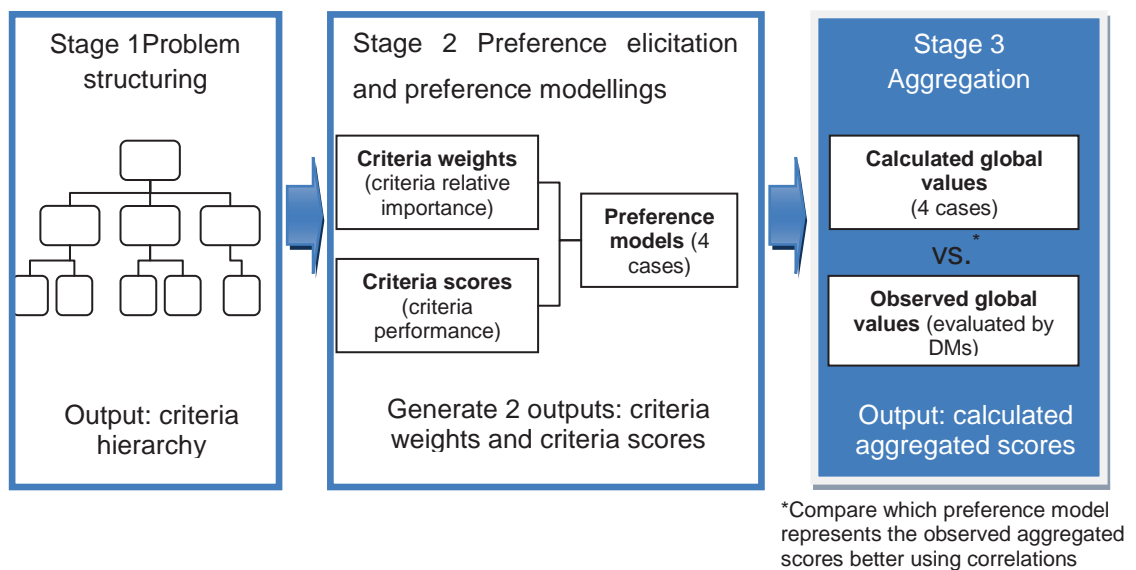 Stage 1Problem
structuring
Output: criteria
hierarchy
Stage 2 Preference elicitation
and preference modellings
Criteria weights
(criteria relative
importance)
Criteria scores
(criteria
performance)
Preference
models (4
cases)
Generate 2 outputs: criteria
weights and criteria scores
Stage 3
Aggregation
Calculated global
values
(4 cases)
vs.*
Observed global
values (evaluated by
DMs)
Output: calculated
aggregated scores
*Compare which preference model
represents the observed aggregated
scores better using correlations